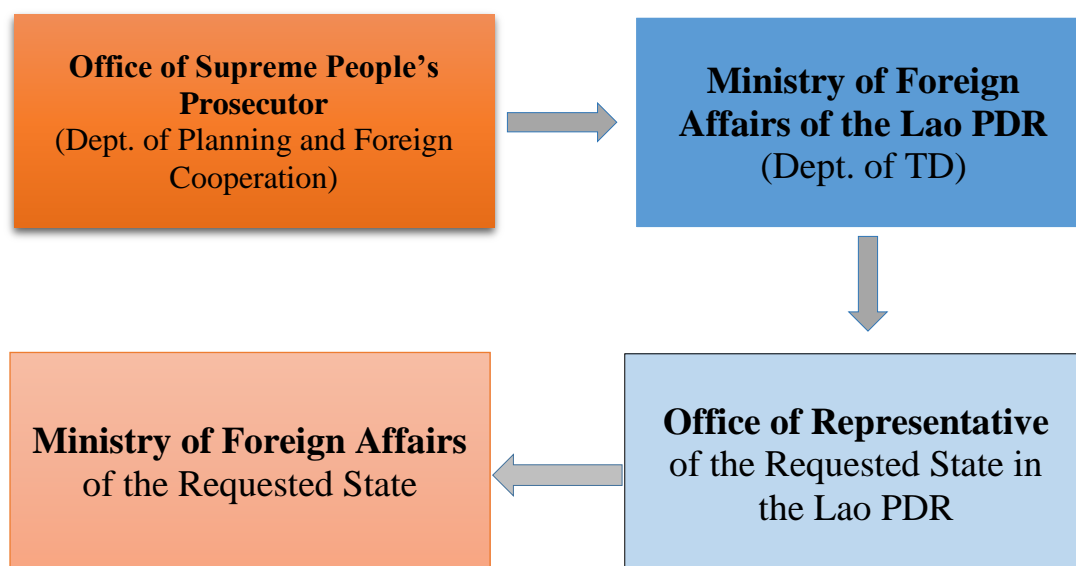 Office of Supreme People’s
Prosecutor
(Dept. of Planning and Foreign
Cooperation)
Ministry of Foreign
Affairs of the Lao PDR
(Dept. of TD)
Office of Representative
of the Requested State in
the Lao PDR
Ministry of Foreign Affairs
of the Requested State